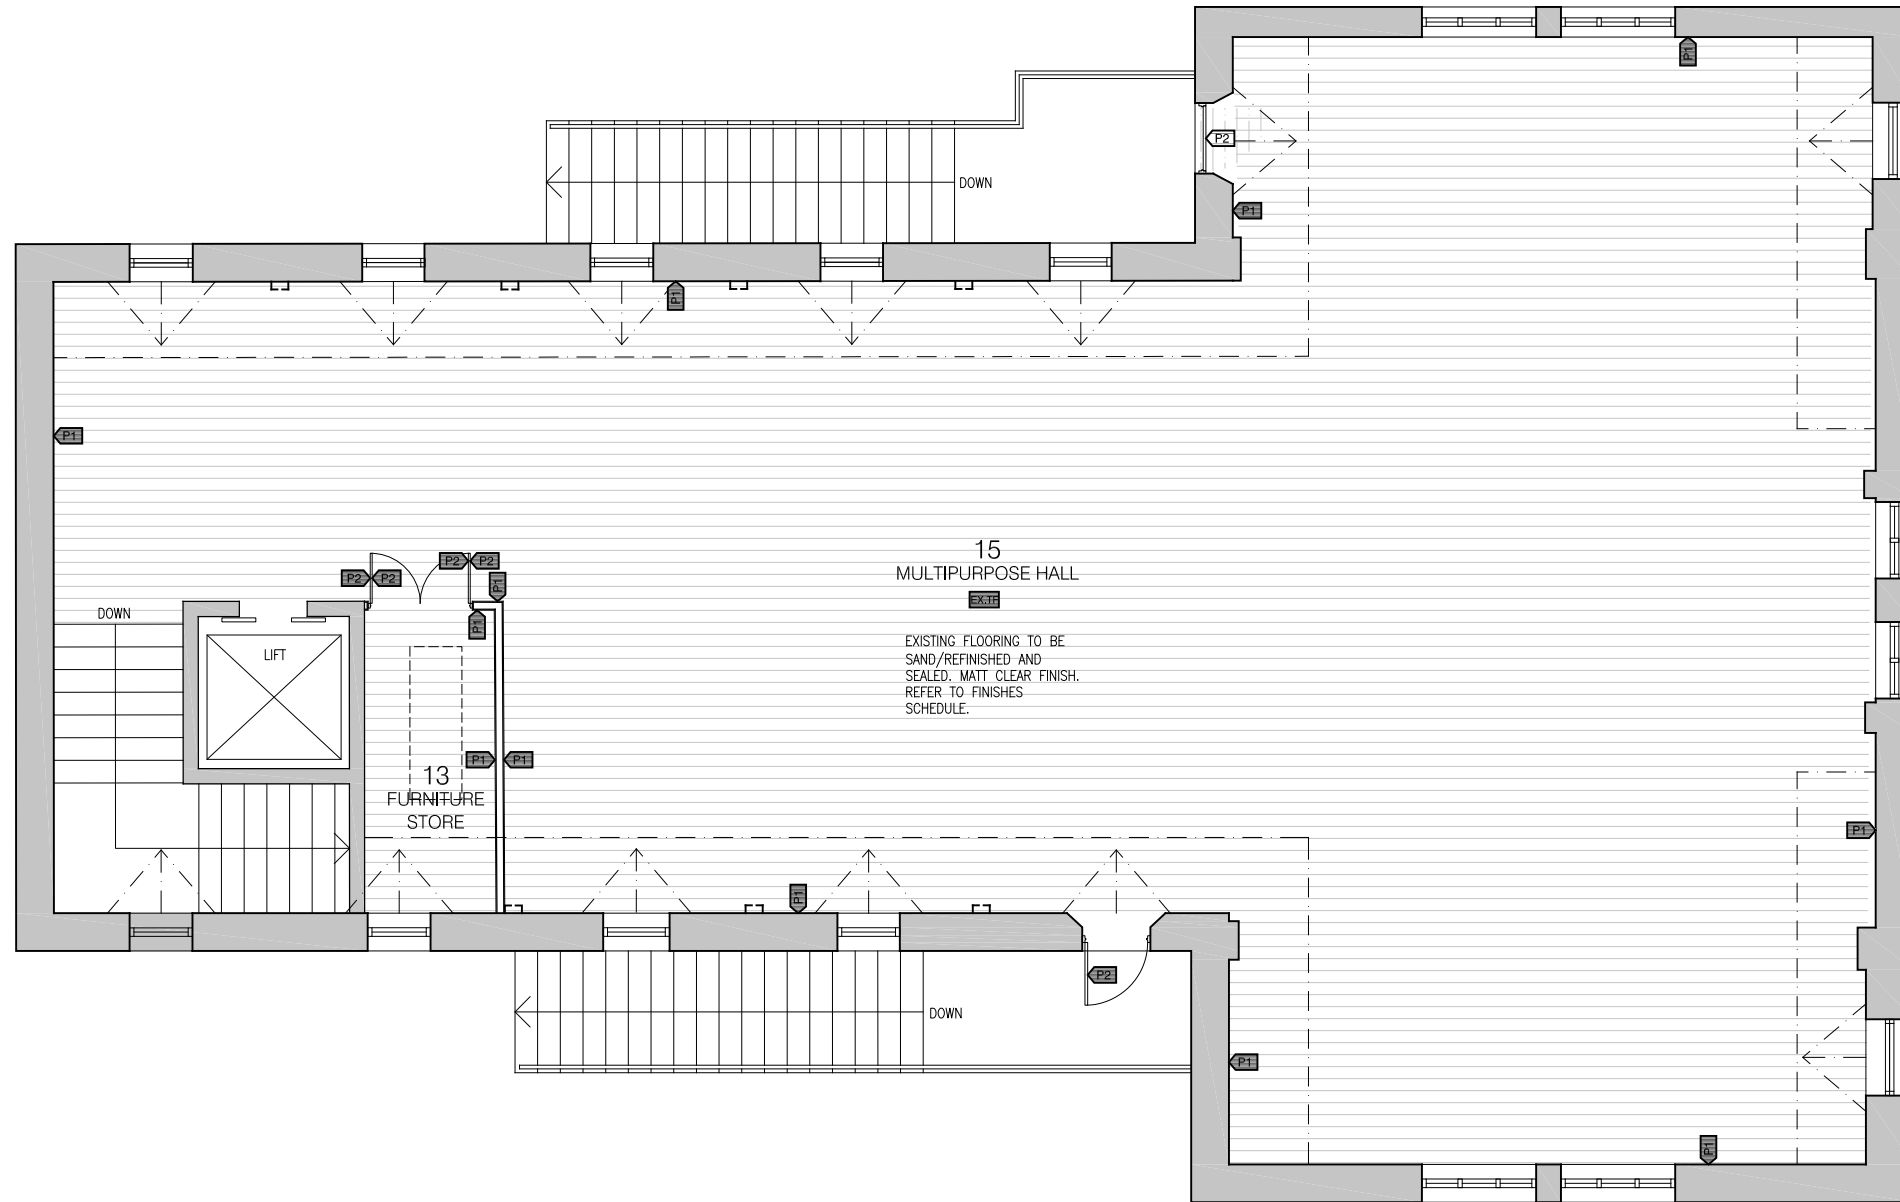 P1
P2
DOWN
P1
P1
P1
15
MULTIPURPOSE HALL
EX.TF
P2
P2
P2
P2
P1
DOWN
P1
EXISTING FLOORING TO BE
SAND/REFINISHED AND
SEALED. MATT CLEAR FINISH.
REFER TO FINISHES
SCHEDULE.
LIFT
P1
P1
13
FURNITURE
STORE
P1
P1
P2
DOWN
P1
P1